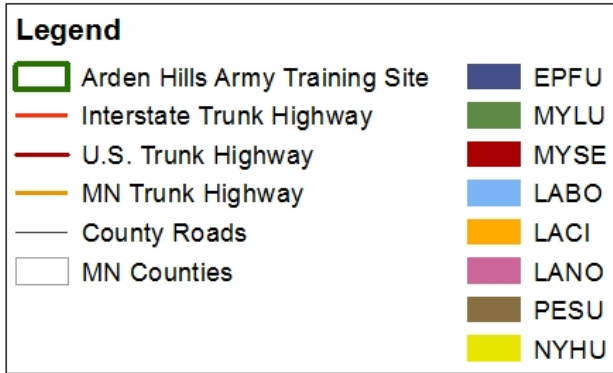 Legend
Arden Hills Army Training Site
Interstate Trunk Highway
U.S. Trunk Highway
MN Trunk Highway
County Roads
MN Counties
EPFU
MYLU
MYSE
LABO
LACI
LANO
PESU
NYHU